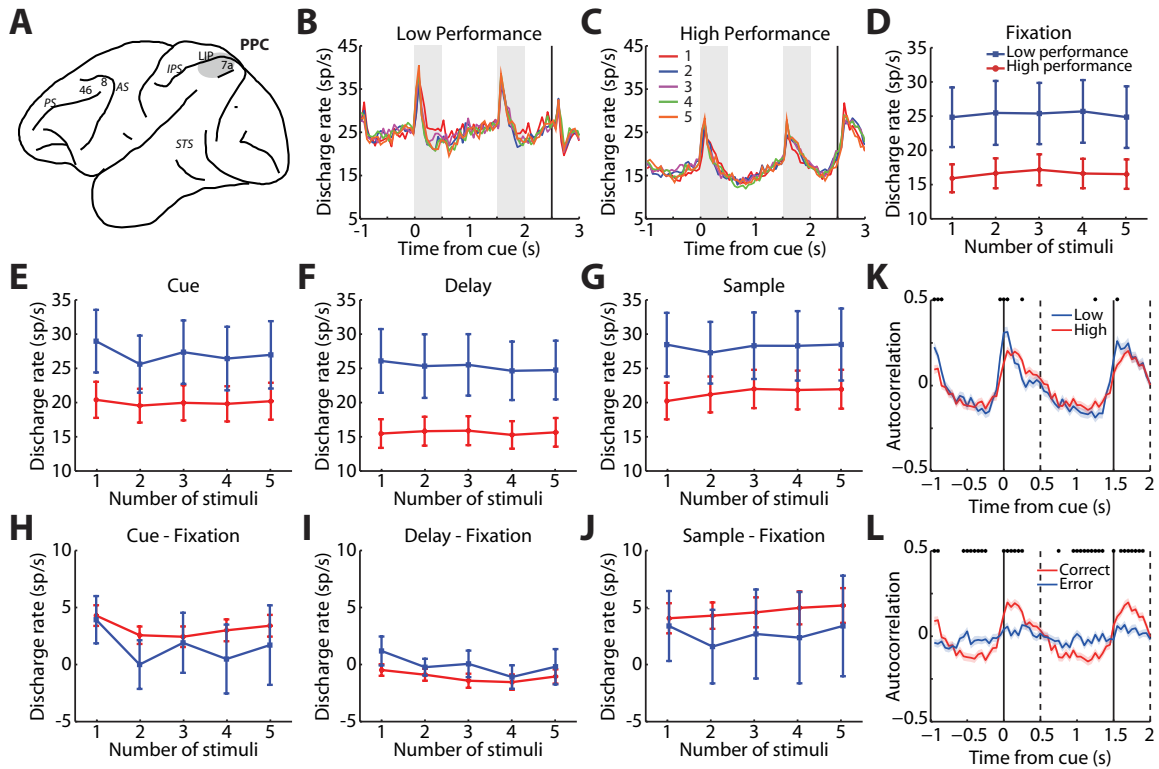 A
PPC
LIP
7a
IPS
8
46
AS
PS
STS
B
Low Performance
Discharge rate (sp/s)
45
35
25
15
5
-1
0
1
2
3
Time from cue (s)
C
High Performance
Discharge rate (sp/s)
45
35
25
15
5
1
2
3
4
5
-1
0
1
2
3
Time from cue (s)
D
Fixation
Low performance
High performance
Discharge rate (sp/s)
35
30
25
20
15
10
1
2
3
4
5
Number of stimuli
E
Cue
Discharge rate (sp/s)
35
30
25
20
15
10
1
2
3
4
5
Number of stimuli
F
Delay
Discharge rate (sp/s)
35
30
25
20
15
10
1
2
3
4
5
Number of stimuli
G
Sample
Discharge rate (sp/s)
35
30
25
20
15
10
1
2
3
4
5
Number of stimuli
K
Low
High
Autocorrelation
0.5
0
−0.5
−1
−0.5
0
0.5
1
1.5
2
Time from cue (s)
H
Cue - Fixation
Discharge rate (sp/s)
10
5
0
-5
1
2
3
4
5
Number of stimuli
I
Delay - Fixation
Discharge rate (sp/s)
10
5
0
-5
1
2
3
4
5
Number of stimuli
J
Sample - Fixation
Discharge rate (sp/s)
10
5
0
-5
1
2
3
4
5
Number of stimuli
L
Correct
Error
Autocorrelation
0.5
0
−0.5
−1
−0.5
0
0.5
1
1.5
2
Time from cue (s)